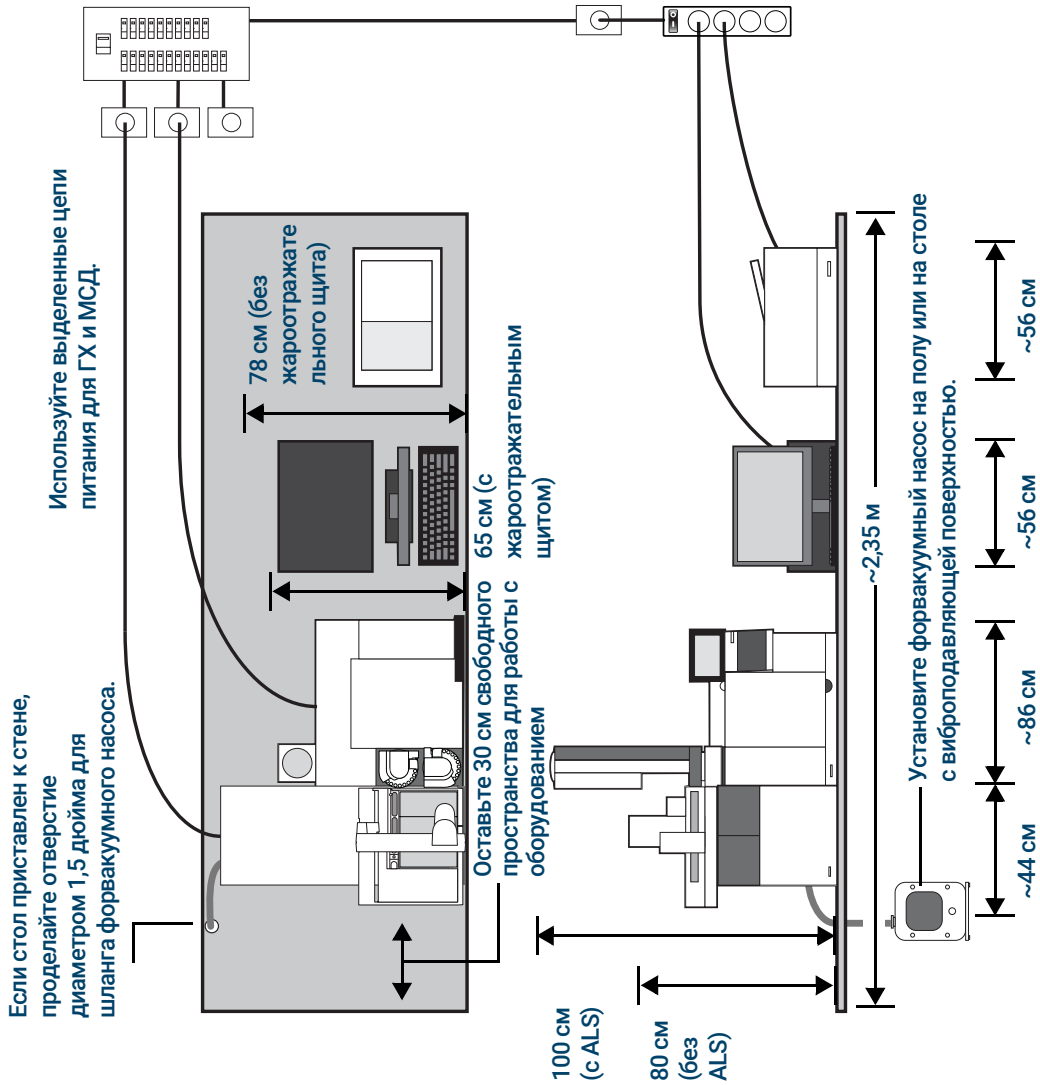 Если стол приставлен к стене,
проделайте отверстие
диаметром 1,5 дюйма для
шланга форвакуумного насоса.
Используйте выделенные цепи
питания для ГХ и МСД.
78 см (без
жароотражате
льного щита)
65 см (с
жароотражательным
щитом)
Оставьте 30 см свободного
пространства для работы с
оборудованием
100 см
(с ALS)
80 см
(без
ALS)
~2,35 м
Установите форвакуумный насос на полу или на столе
с виброподавляющей поверхностью.
~44 см
~86 см
~56 см
~56 см